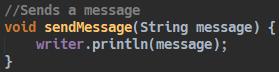 //Sends a message
void sendMessage(String message) {
    writer.println(message);
}